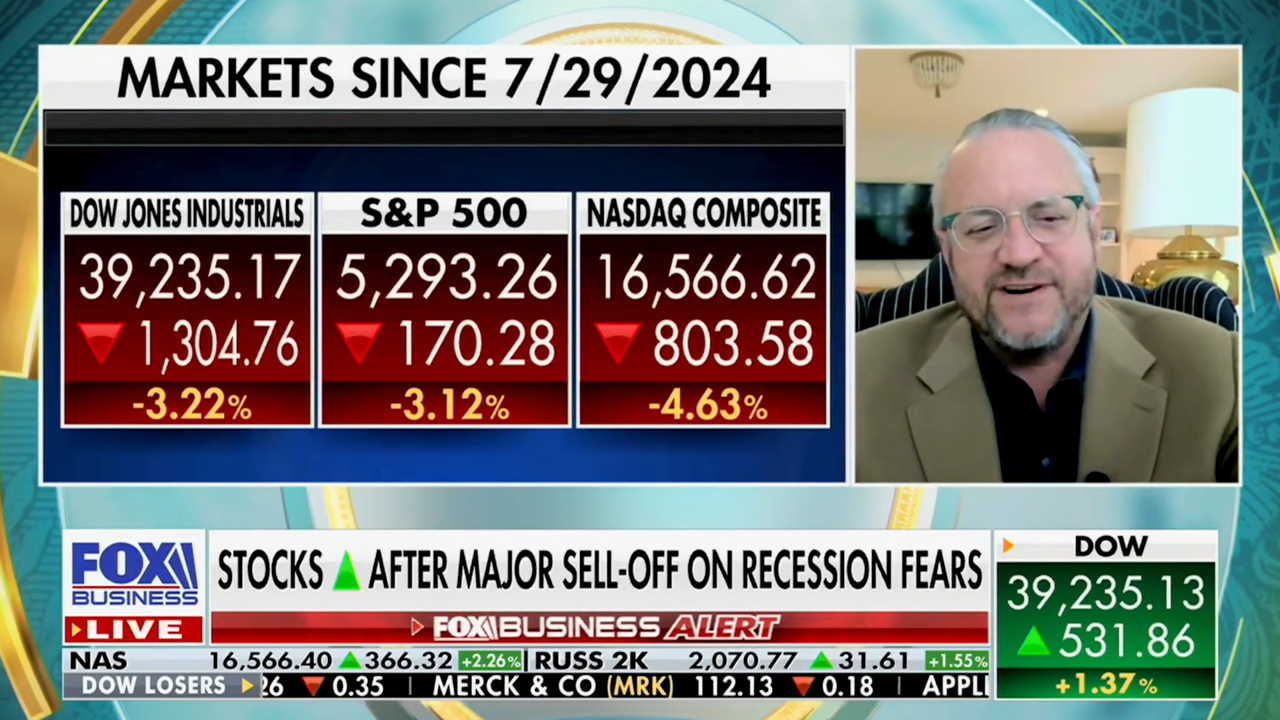 MARKETS SINCE 7/29/2024
DOW JONES INDUSTRIALS
39,235.17
1,304.76
-3.22%
S&P 500
5,293.26
170.28
-3.12%
NASDAQ COMPOSITE
16,566.62
803.58
-4.63%
FOX
BUSINESS
LIVE
STOCKS ▲ AFTER MAJOR SELL-OFF ON RECESSION FEARS
FOX BUSINESS ALERT
DOW
39,235.13
531.86
+1.37%
NAS 16,566.40 ▲ 366.32 +2.26% RUSS 2K 2,070.77 ▲ 31.61 +1.55%
DOW LOSERS 26 ▼ 0.35 | MERCK & CO (MRK) 112.13 ▼ 0.18 | APPL